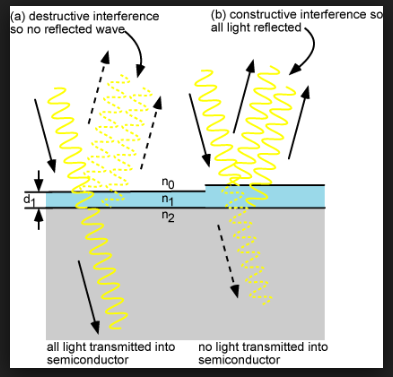 (a) destructive interference
so no reflected wave
(b) constructive interference so
all light reflected
n0
d1
n1
n2
all light transmitted into
semiconductor
no light transmitted into
semiconductor